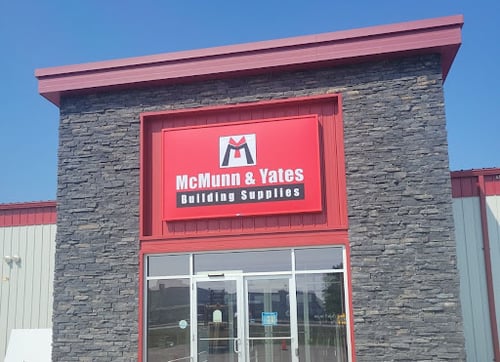 McMunn & Yates
Building Supplies